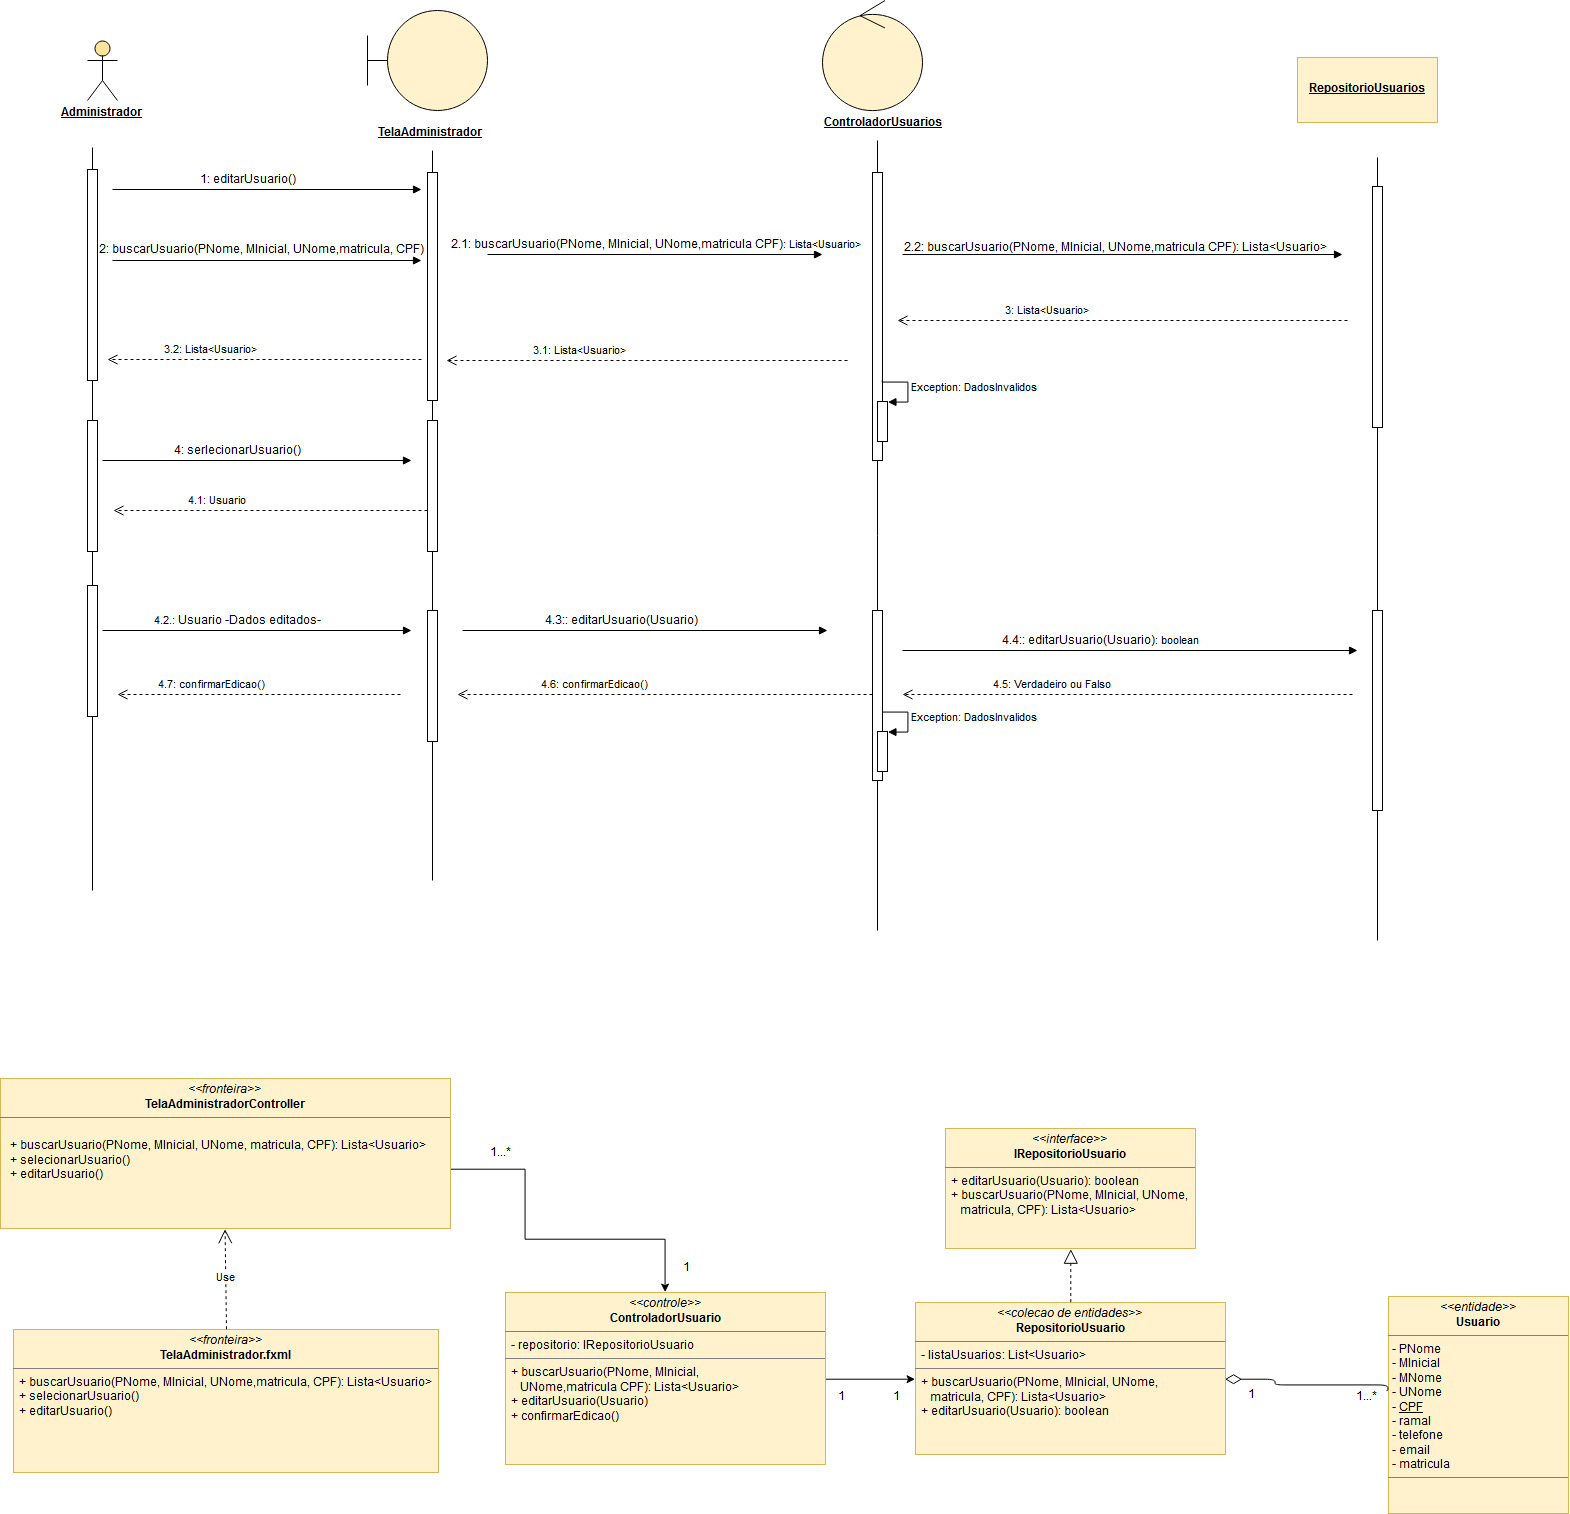 Administrador
TelaAdministrador
ControladorUsuarios
RepositorioUsuarios
1: editarUsuario()
2: buscarUsuario(PNome, MInicial, UNome,matricula, CPF)
2.1: buscarUsuario(PNome, MInicial, UNome,matricula CPF): Lista<Usuario>
2.2: buscarUsuario(PNome, MInicial, UNome,matricula CPF): Lista<Usuario>
3: Lista<Usuario>
3.2: Lista<Usuario>
3.1: Lista<Usuario>
Exception: DadosInvalidos
4: serlecionarUsuario()
4.1: Usuario
4.2.: Usuario -Dados editados-
4.3:: editarUsuario(Usuario)
4.4:: editarUsuario(Usuario): boolean
4.7: confirmarEdicao()
4.6: confirmarEdicao()
4.5: Verdadeiro ou Falso
Exception: DadosInvalidos
<<fronteira>>
TelaAdministradorController
+ buscarUsuario(PNome, MInicial, UNome, matricula, CPF): Lista<Usuario>
+ selecionarUsuario()
+ editarUsuario()
1...*
1
Use
<<fronteira>>
TelaAdministrador.fxml
+ buscarUsuario(PNome, MInicial, UNome,matricula, CPF): Lista<Usuario>
+ selecionarUsuario()
+ editarUsuario()
<<controle>>
ControladorUsuario
- repositorio: IRepositorioUsuario
+ buscarUsuario(PNome, MInicial,
UNome,matricula CPF): Lista<Usuario>
+ editarUsuario(Usuario)
+ confirmarEdicao()
1
1
<<interface>>
IRepositorioUsuario
+ editarUsuario(Usuario): boolean
+ buscarUsuario(PNome, MInicial, UNome,
matricula, CPF): Lista<Usuario>
<<colecao de entidades>>
RepositorioUsuario
- listaUsuarios: List<Usuario>
+ buscarUsuario(PNome, MInicial, UNome,
matricula, CPF): Lista<Usuario>
+ editarUsuario(Usuario): boolean
1
1...*
<<entidade>>
Usuario
- PNome
- MInicial
- MNome
- UNome
- CPF
- ramal
- telefone
- email
- matricula